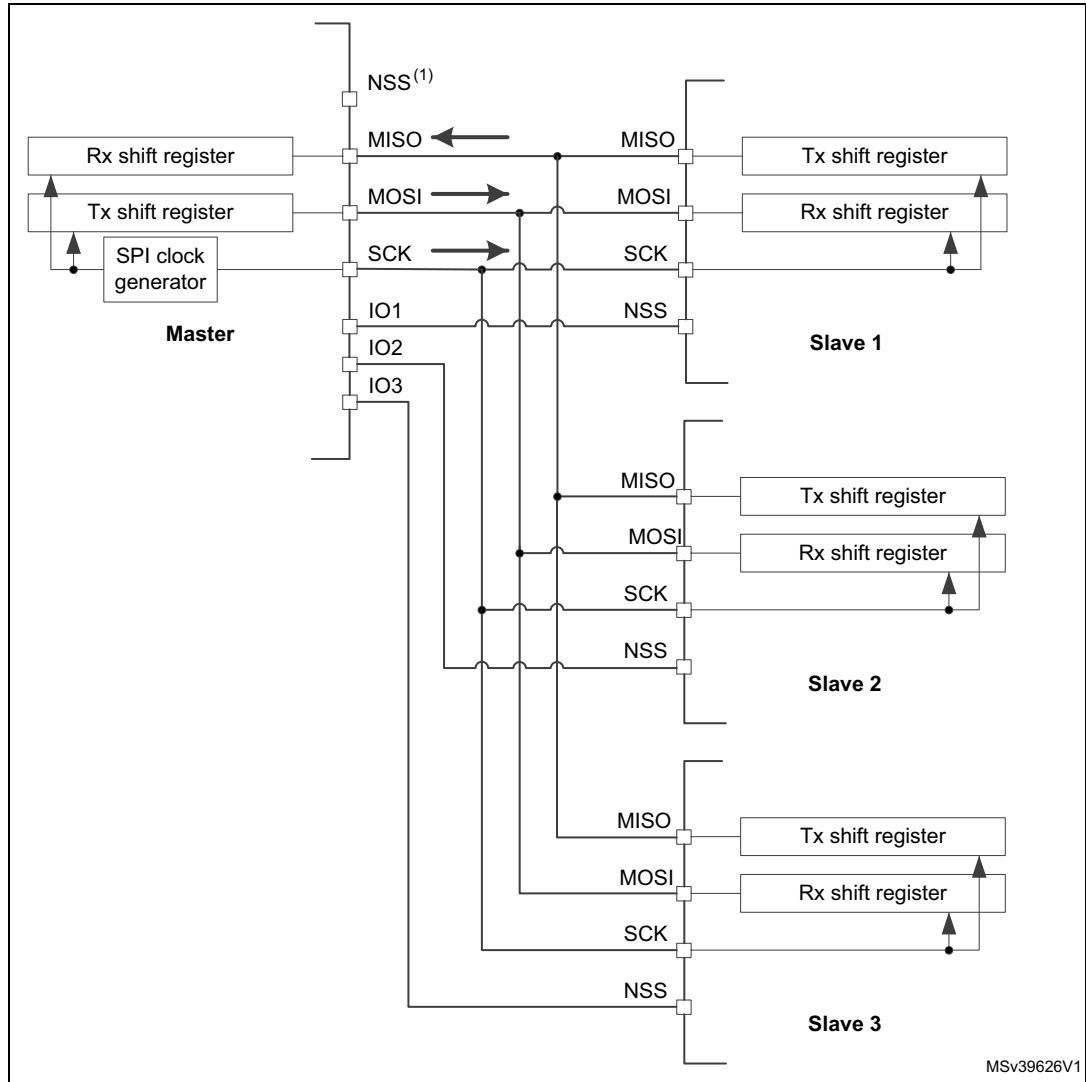 NSS(1)
MISO
MOSI
SCK
IO1
IO2
IO3
Rx shift register
Tx shift register
SPI clock
generator
Master
MISO
MOSI
SCK
NSS
Tx shift register
Rx shift register
Slave 1
MISO
MOSI
SCK
NSS
Tx shift register
Rx shift register
Slave 2
MISO
MOSI
SCK
NSS
Tx shift register
Rx shift register
Slave 3
MSv39626V1